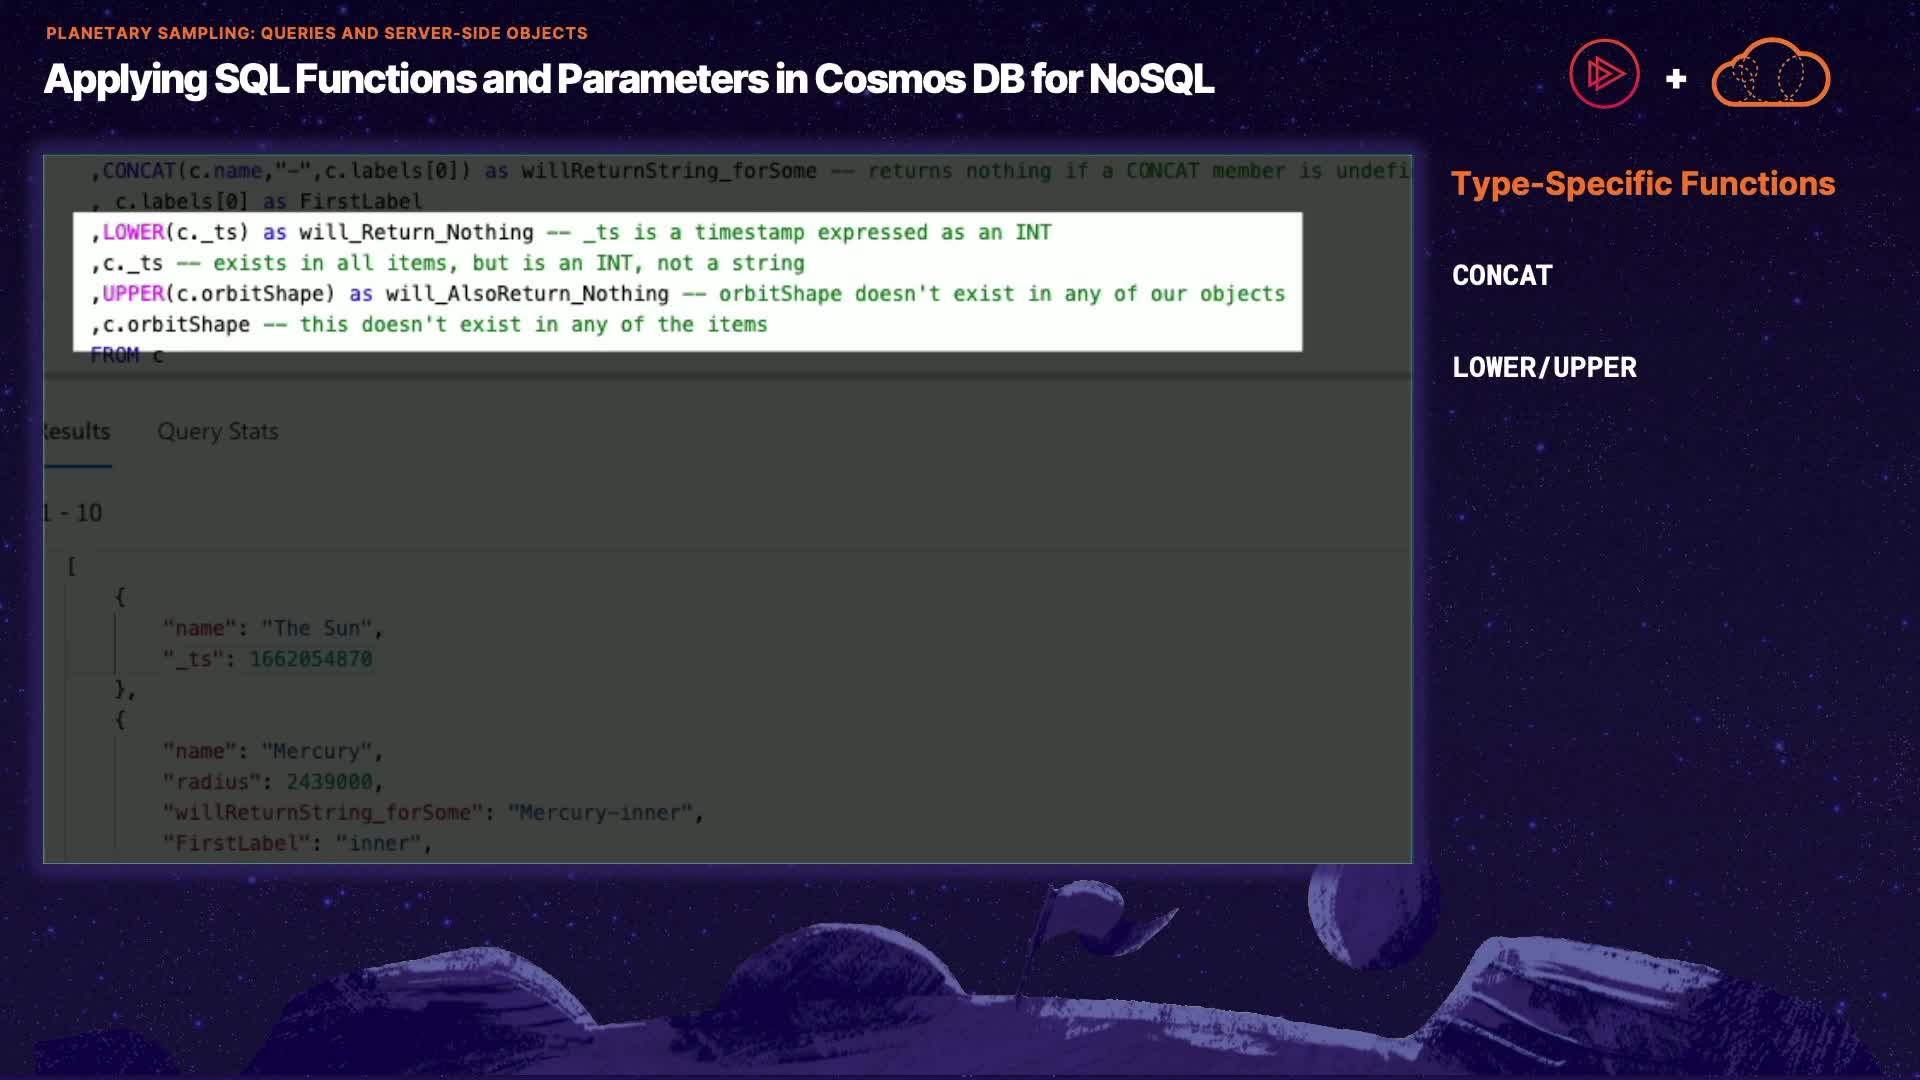 PLANETARY SAMPLING: QUERIES AND SERVER-SIDE OBJECTS
Applying SQL Functions and Parameters in Cosmos DB for NoSQL
+
,CONCAT(c.name,"-",c.labels[0]) as willReturnString_forSome -- returns nothing if a CONCAT member is undefi
, c.labels[0] as FirstLabel
,LOWER(c._ts) as will_Return_Nothing -- _ts is a timestamp expressed as an INT
,c._ts -- exists in all items, but is an INT, not a string
,UPPER(c.orbitShape) as will_AlsoReturn_Nothing -- orbitShape doesn't exist in any of our objects
,c.orbitShape -- this doesn't exist in any of the items
FROM c
Results Query Stats
1 - 10
[
{
"name": "The Sun",
"_ts": 1662054870
},
{
"name": "Mercury",
"radius": 2439000,
"willReturnString_forSome": "Mercury-inner",
"FirstLabel": "inner",
Type-Specific Functions
CONCAT
LOWER/UPPER